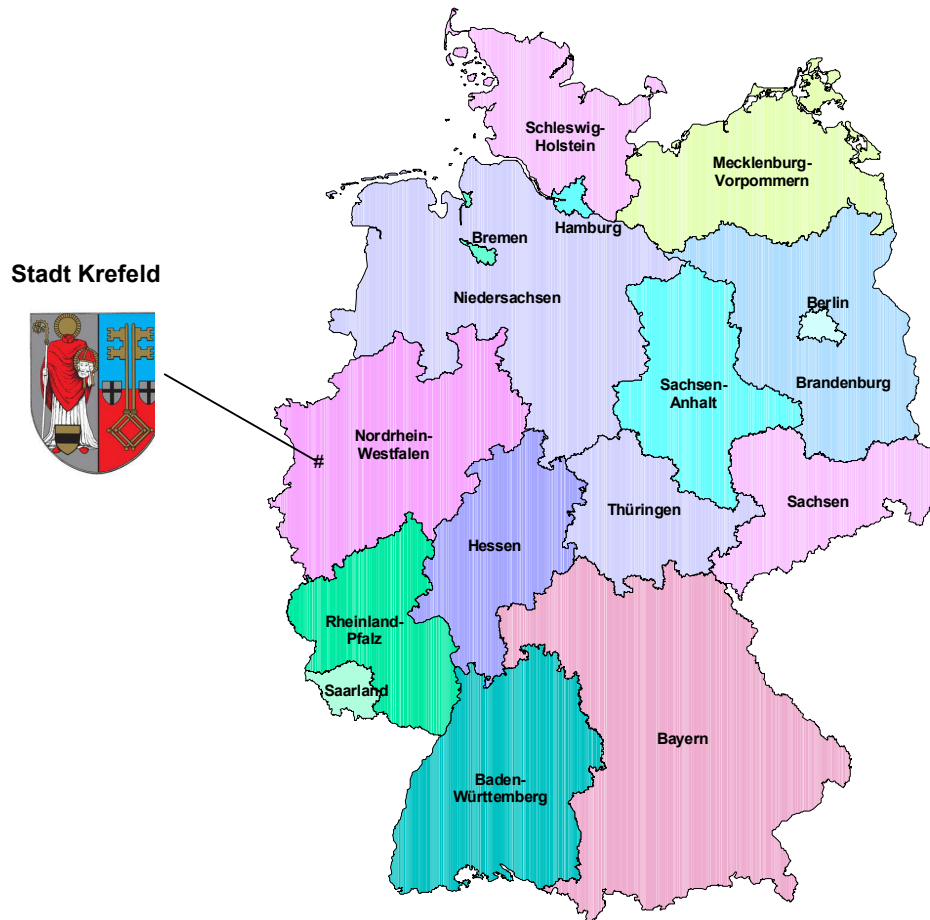 Schleswig-
Holstein
Mecklenburg-
Vorpommern
Hamburg
Bremen
Stadt Krefeld
Niedersachsen
Berlin
Sachsen-
Anhalt
Brandenburg
Nordrhein-
Westfalen
#
Thüringen
Sachsen
Hessen
Rheinland-
Pfalz
Saarland
Bayern
Baden-
Württemberg